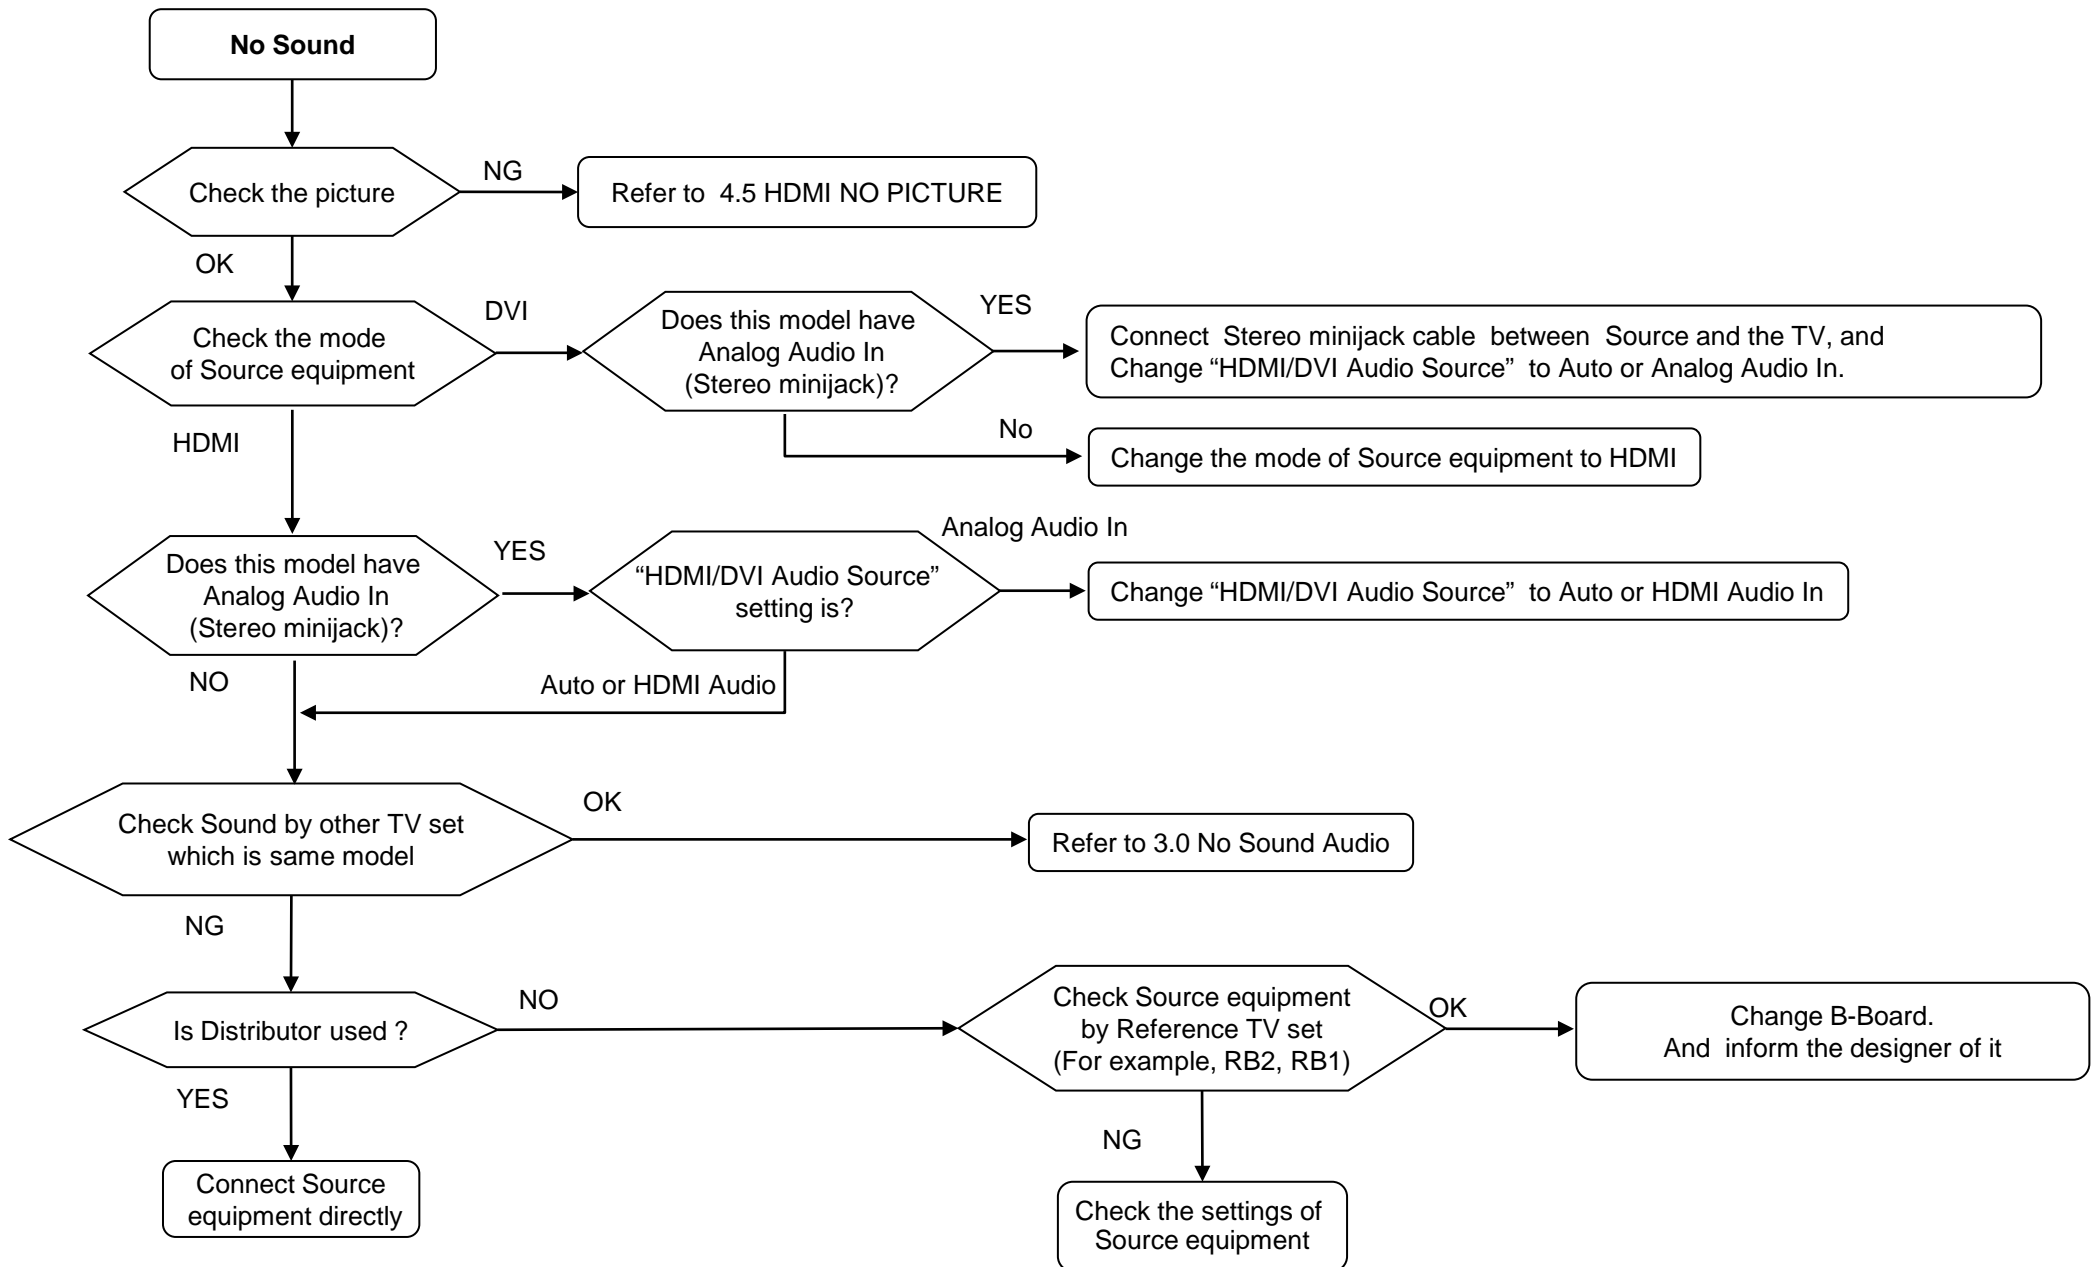 No Sound
Check the picture
NG
Refer to 4.5 HDMI NO PICTURE
OK
Check the mode
of Source equipment
DVI
Does this model have
Analog Audio In
(Stereo minijack)?
YES
Connect Stereo minijack cable between Source and the TV, and
Change “HDMI/DVI Audio Source” to Auto or Analog Audio In.
No
Change the mode of Source equipment to HDMI
HDMI
Does this model have
Analog Audio In
(Stereo minijack)?
YES
“HDMI/DVI Audio Source”
setting is?
Analog Audio In
Change “HDMI/DVI Audio Source” to Auto or HDMI Audio In
NO
Auto or HDMI Audio
Check Sound by other TV set
which is same model
OK
Refer to 3.0 No Sound Audio
NG
Is Distributor used ?
NO
Check Source equipment
by Reference TV set
(For example, RB2, RB1)
OK
Change B-Board.
And inform the designer of it
YES
Connect Source
equipment directly
NG
Check the settings of
Source equipment